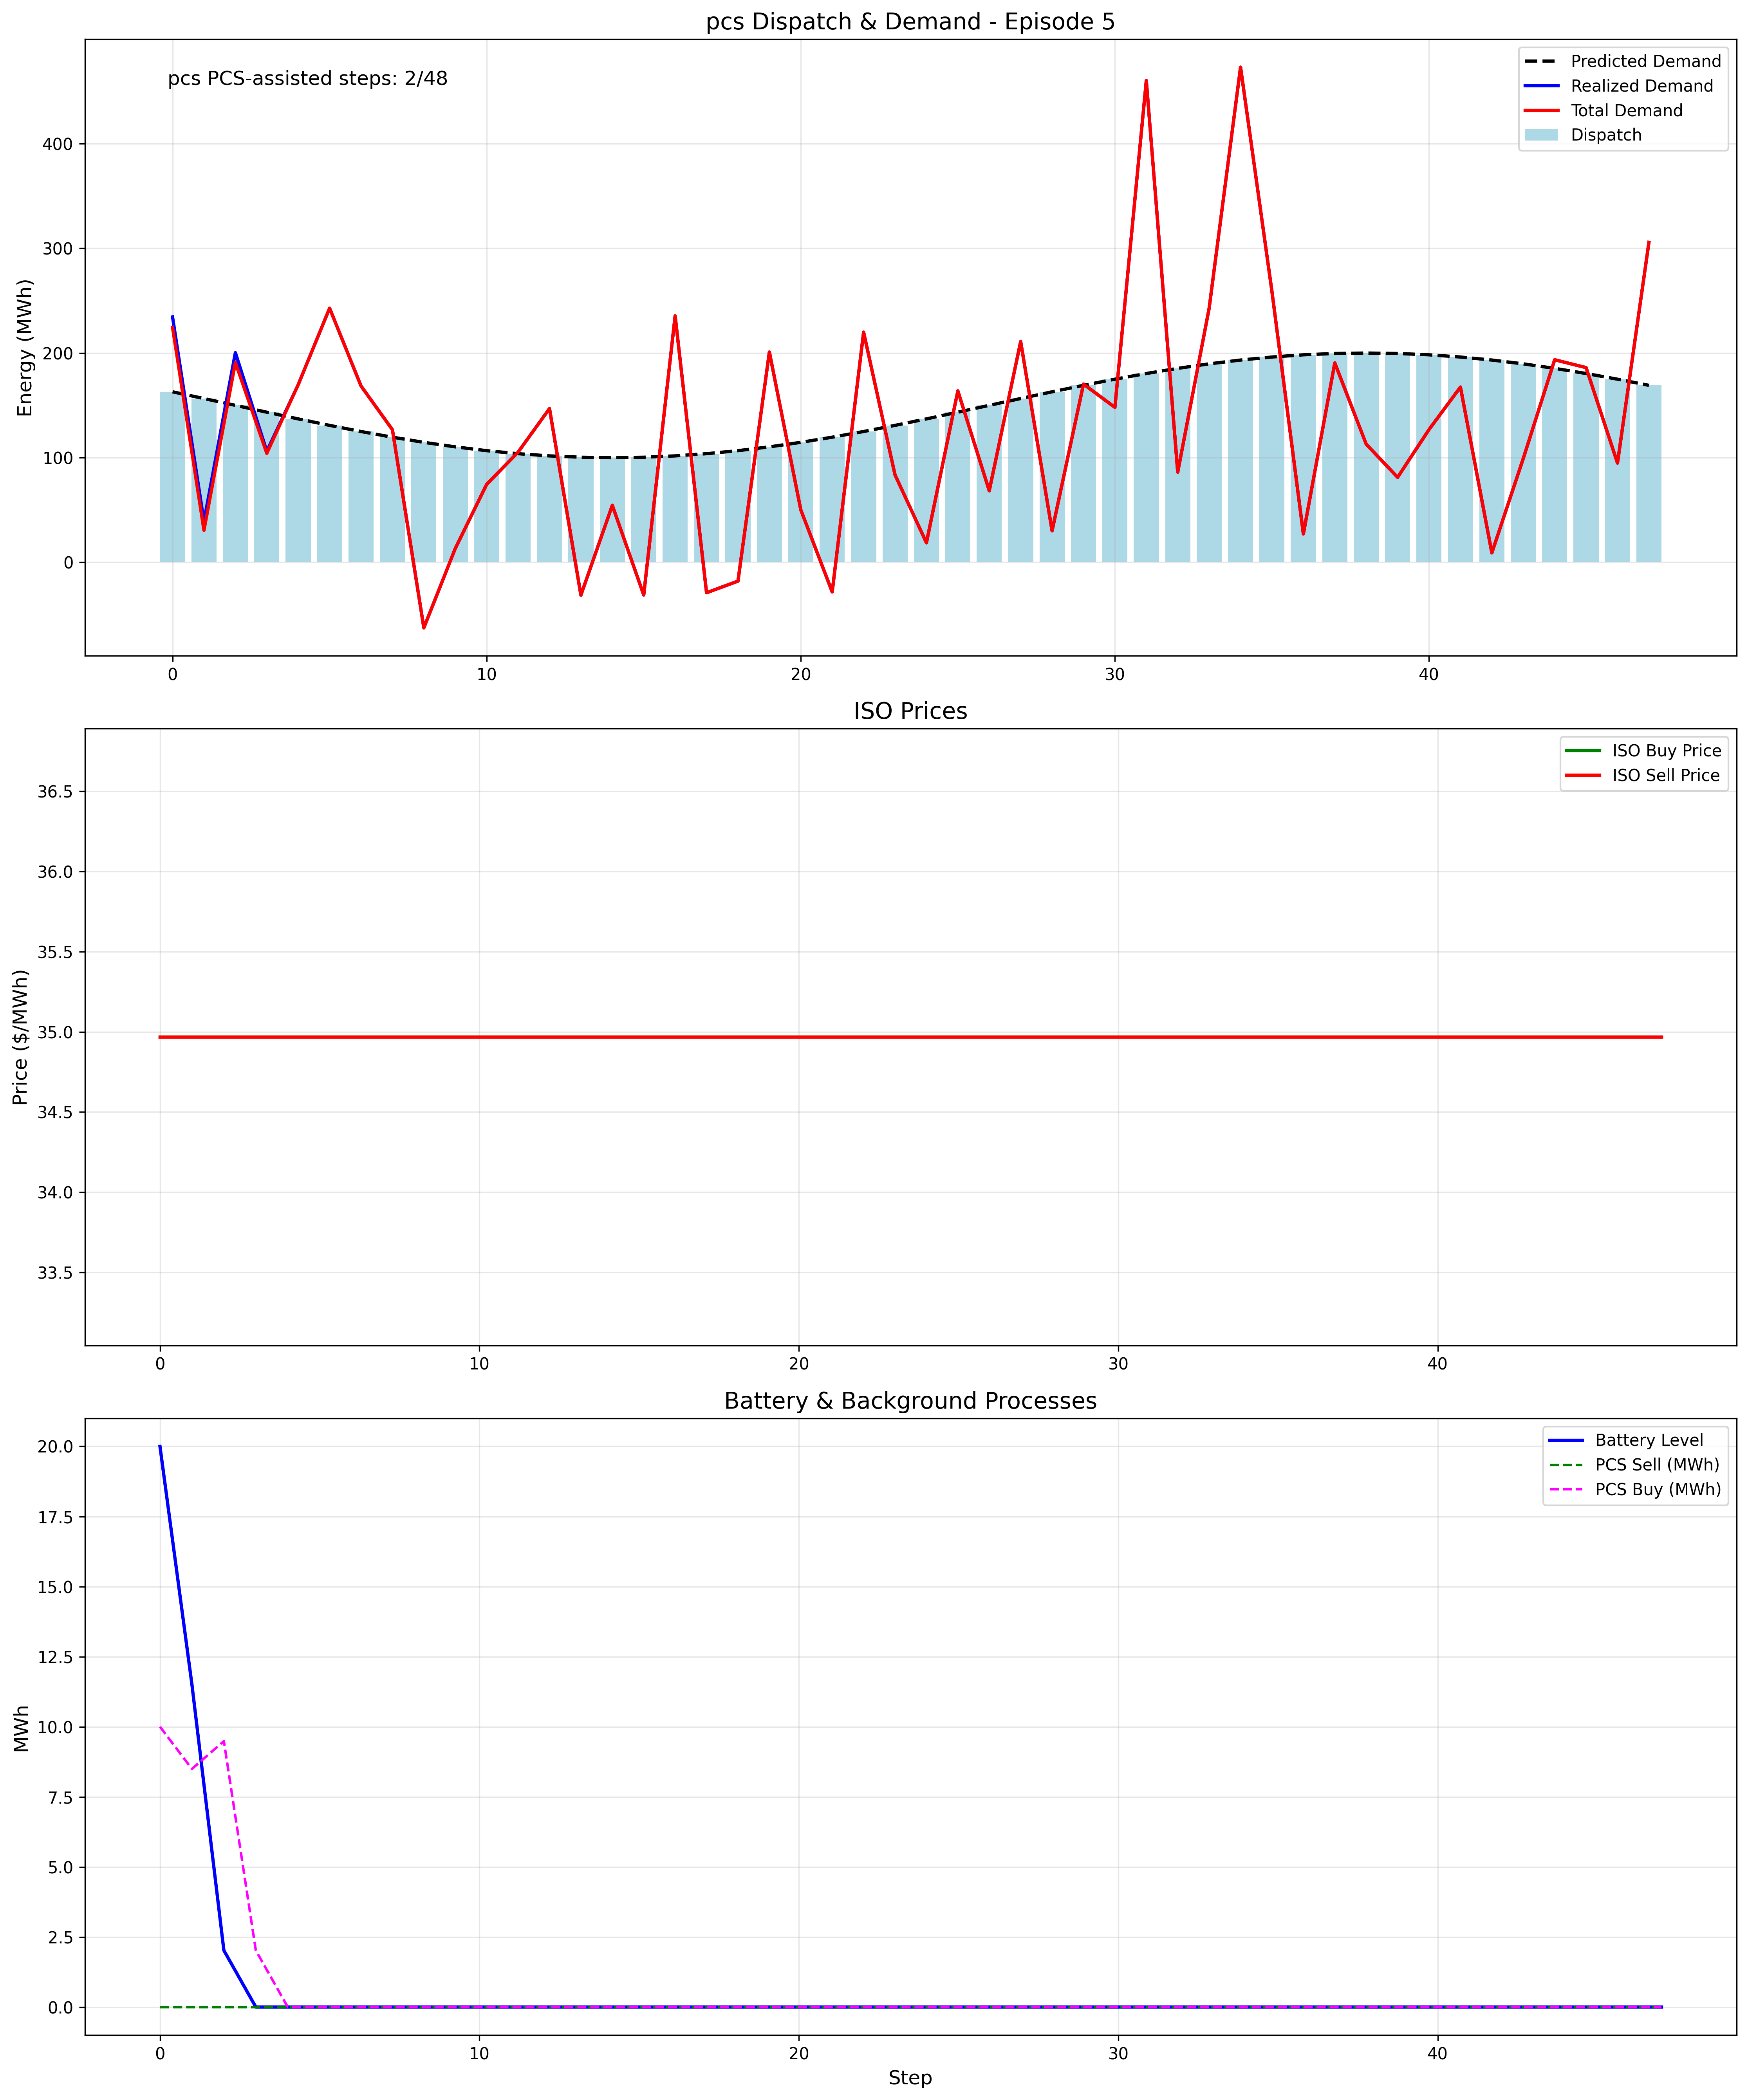 pcs Dispatch & Demand - Episode 5
pcs PCS-assisted steps: 2/48
Predicted Demand
Realized Demand
Total Demand
Dispatch
Energy (MWh)
400
300
200
100
0
0 10 20 30 40
ISO Prices
ISO Buy Price
ISO Sell Price
Price ($/MWh)
36.5
36.0
35.5
35.0
34.5
34.0
33.5
0 10 20 30 40
Battery & Background Processes
Battery Level
PCS Sell (MWh)
PCS Buy (MWh)
MWh
20.0
17.5
15.0
12.5
10.0
7.5
5.0
2.5
0.0
0 10 20 30 40
Step